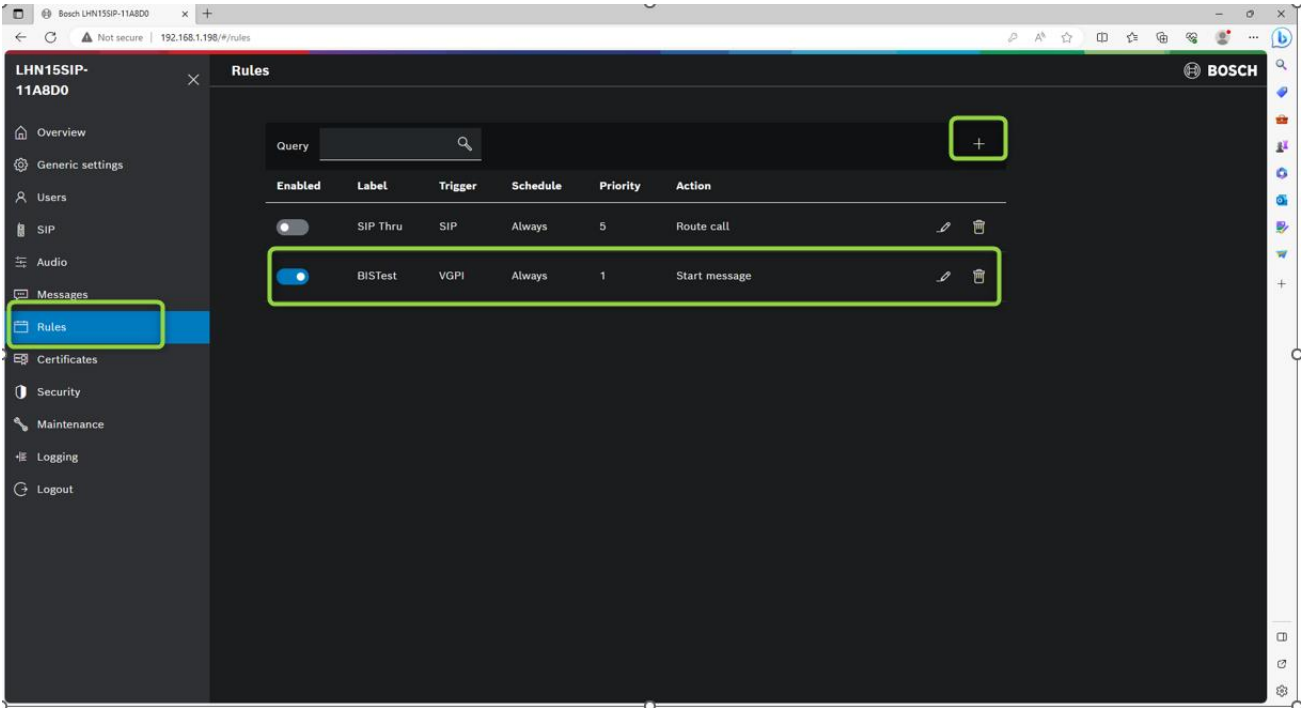 Bosch LHN15SIP-11A8D0
Not secure | 192.168.1.198/#/rules
LHN15SIP-
11A8D0
Rules
BOSCH
Overview
Generic settings
Users
SIP
Audio
Messages
Rules
Certificates
Security
Maintenance
Logging
Logout
Query
Enabled Label Trigger Schedule Priority Action
SIP Thru SIP Always 5 Route call
BISTest VGPI Always 1 Start message